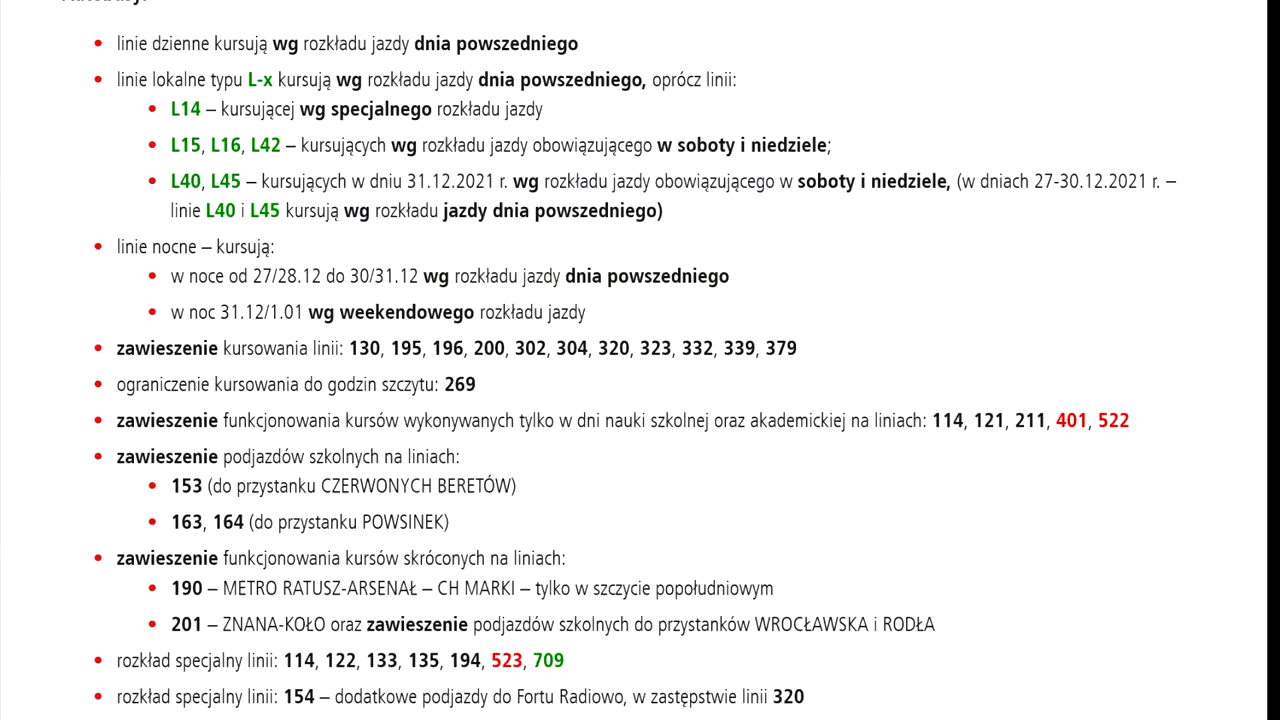 linie dzienne kursują wg rozkładu jazdy dnia powszedniego
linie lokalne typu L-x kursują wg rozkładu jazdy dnia powszedniego, oprócz linii:
L14 – kursującej wg specjalnego rozkładu jazdy
L15, L16, L42 – kursujących wg rozkładu jazdy obowiązującego w soboty i niedziele;
L40, L45 – kursujących w dniu 31.12.2021 r. wg rozkładu jazdy obowiązującego w soboty i niedziele, (w dniach 27-30.12.2021 r. –
linie L40 i L45 kursują wg rozkładu jazdy dnia powszedniego)
linie nocne – kursują:
w noce od 27/28.12 do 30/31.12 wg rozkładu jazdy dnia powszedniego
w noc 31.12/1.01 wg weekendowego rozkładu jazdy
zawieszenie kursowania linii: 130, 195, 196, 200, 302, 304, 320, 323, 332, 339, 379
ograniczenie kursowania do godzin szczytu: 269
zawieszenie funkcjonowania kursów wykonywanych tylko w dni nauki szkolnej oraz akademickiej na liniach: 114, 121, 211, 401, 522
zawieszenie podjazdów szkolnych na liniach:
153 (do przystanku CZERWONYCH BERETÓW)
163, 164 (do przystanku POWSINEK)
zawieszenie funkcjonowania kursów skróconych na liniach:
190 – METRO RATUSZ-ARSENAŁ – CH MARKI – tylko w szczycie popołudniowym
201 – ZNANA-KOŁO oraz zawieszenie podjazdów szkolnych do przystanków WROCŁAWSKA i RODŁA
rozkład specjalny linii: 114, 122, 133, 135, 194, 523, 709
rozkład specjalny linii: 154 – dodatkowe podjazdy do Fortu Radiowo, w zastępstwie linii 320